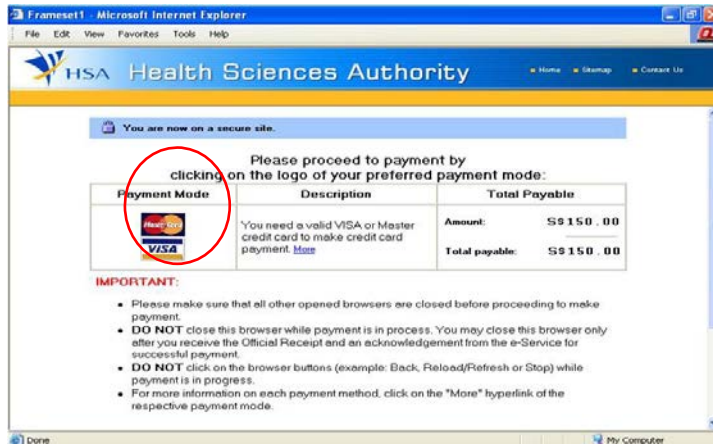 Frameset1 - Microsoft Internet Explorer
File Edit View Favorites Tools Help
HSA Health Sciences Authority
Home Sitemap Contact Us
You are now on a secure site.
Please proceed to payment by
clicking on the logo of your preferred payment mode:
Payment Mode Description Total Payable
MasterCard
VISA
You need a valid VISA or Master
credit card to make credit card
payment. More
Amount: S$150.00
Total payable: S$150.00
IMPORTANT:
• Please make sure that all other opened browsers are closed before proceeding to make
payment.
• DO NOT close this browser while payment is in process. You may close this browser only
after you receive the Official Receipt and an acknowledgement from the e-Service for
successful payment.
• DO NOT click on the browser buttons (example: Back, Reload/Refresh or Stop) while
payment is in progress.
• For more information on each payment method, click on the "More" hyperlink of the
respective payment mode.
Done My Computer